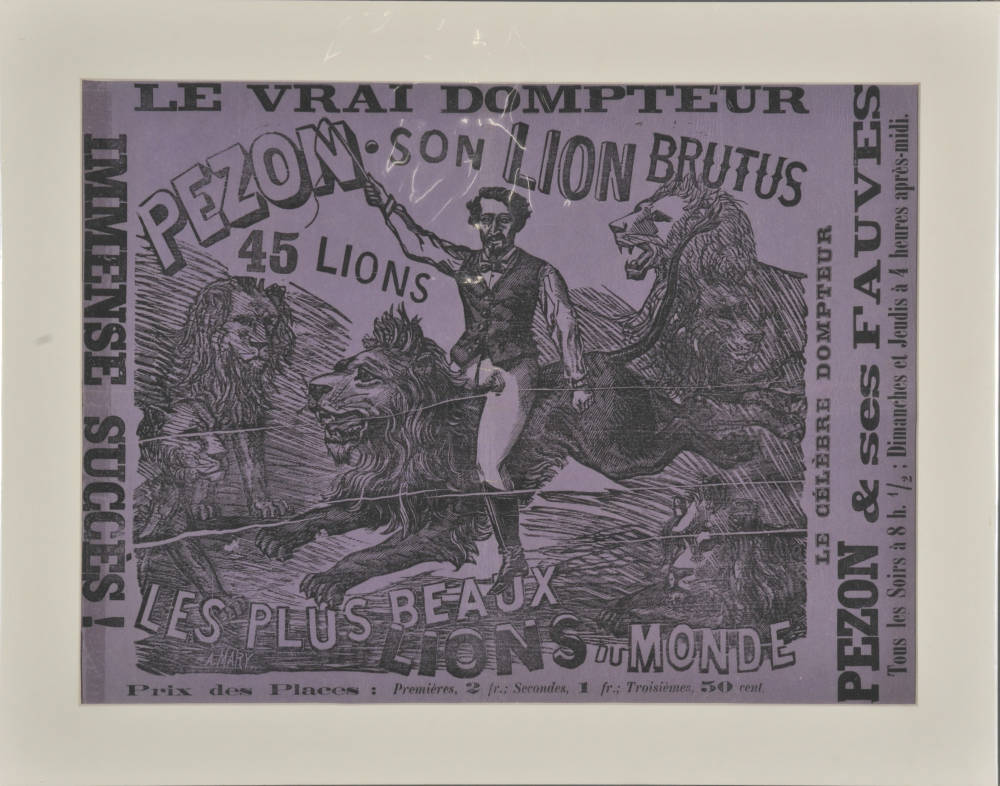 LE VRAI DOMPTEUR
PEZON • SON LION BRUTUS
45 LIONS
IMMENSE SUCCÈS !
LE CÉLÈBRE DOMPTEUR
PEZON & ses FAUVES
Tous les Soirs à 8 h. 1/2 ; Dimanches et Jeudis à 4 heures après-midi.
LES PLUS BEAUX
LIONS DU MONDE
A. MARY.
Prix des Places : Premières, 2 fr.; Secondes, 1 fr.; Troisièmes, 50 cent.